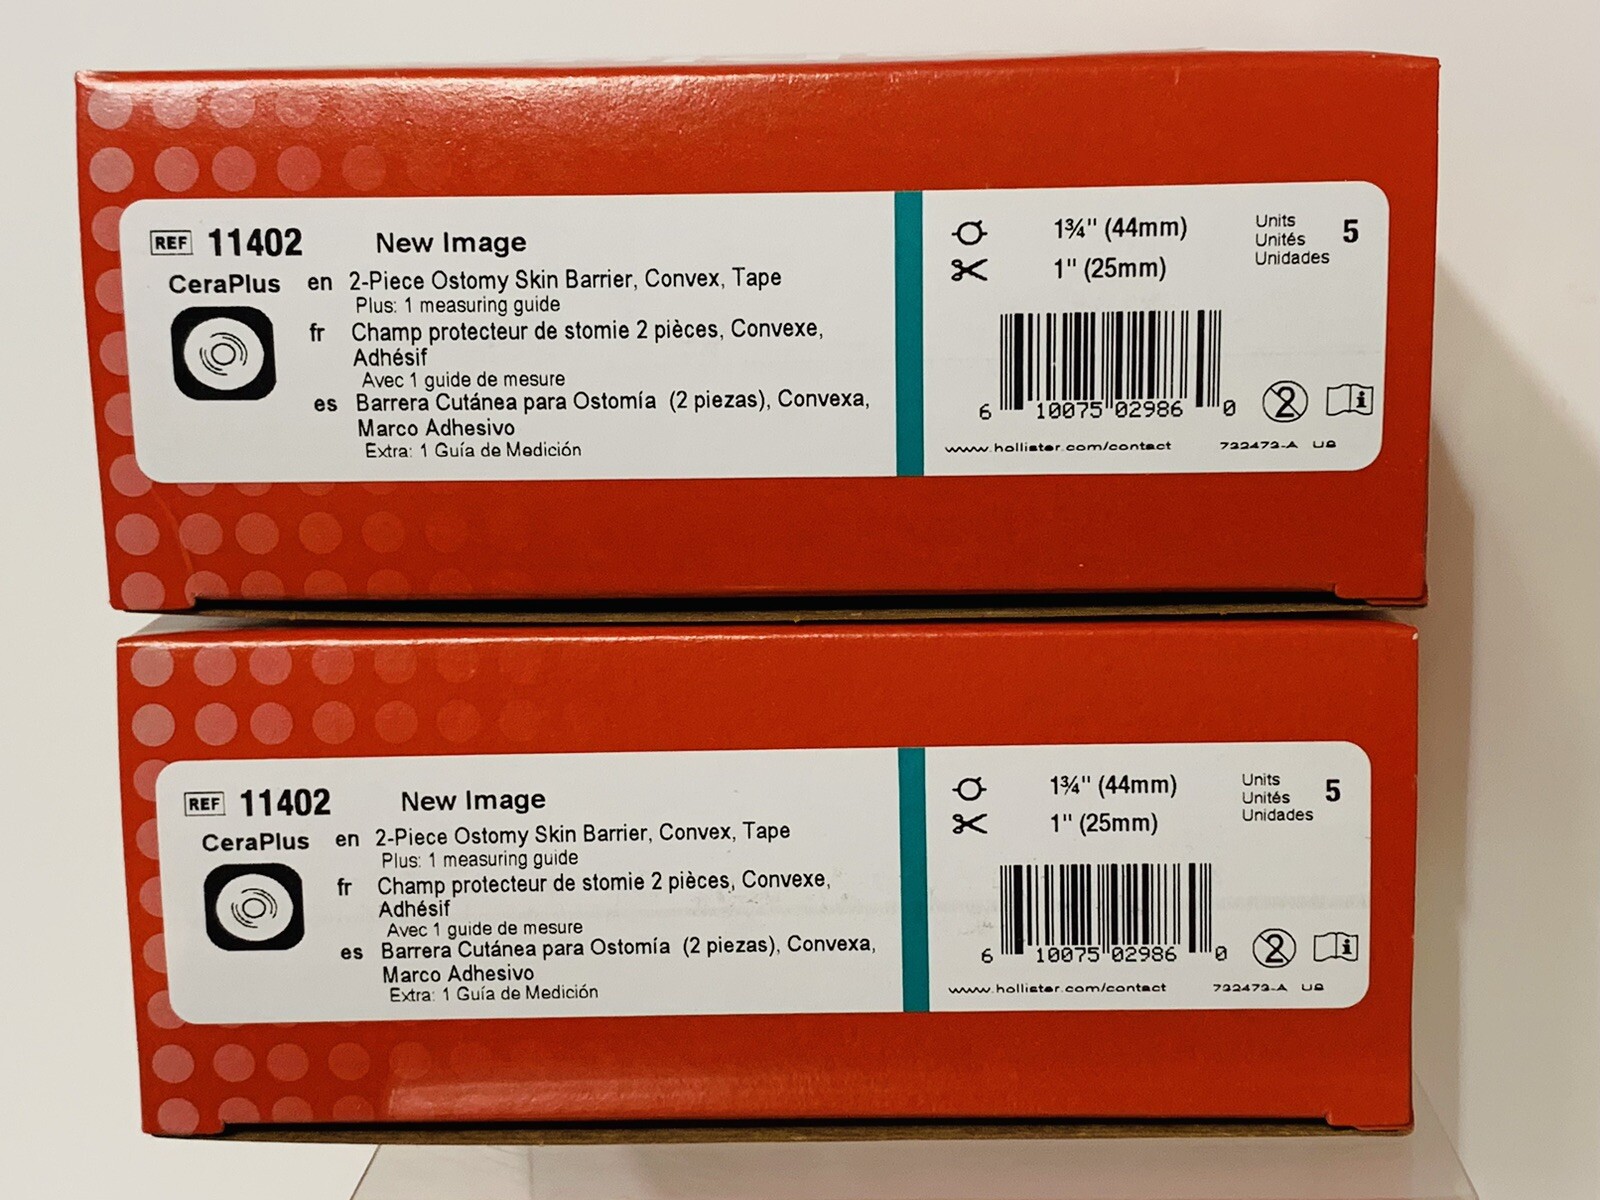 REF 11402 New Image
CeraPlus en 2-Piece Ostomy Skin Barrier, Convex, Tape
Plus: 1 measuring guide
fr Champ protecteur de stomie 2 pièces, Convexe,
Adhésif
Avec 1 guide de mesure
es Barrera Cutánea para Ostomía (2 piezas), Convexa,
Marco Adhesivo
Extra: 1 Guía de Medición
1¾" (44mm)
1" (25mm)
Units
Unités 5
Unidades
6 10075 02986 0
2 i
www.hollister.com/contact 732473-A US
REF 11402 New Image
CeraPlus en 2-Piece Ostomy Skin Barrier, Convex, Tape
Plus: 1 measuring guide
fr Champ protecteur de stomie 2 pièces, Convexe,
Adhésif
Avec 1 guide de mesure
es Barrera Cutánea para Ostomía (2 piezas), Convexa,
Marco Adhesivo
Extra: 1 Guía de Medición
1¾" (44mm)
1" (25mm)
Units
Unités 5
Unidades
6 10075 02986 0
2 i
www.hollister.com/contact 732473-A US